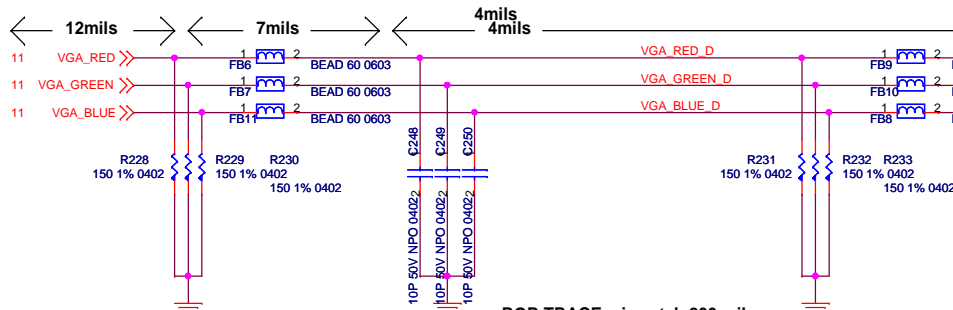 4mils
12mils
7mils
4mils
11 VGA_RED
1 2
FB6
BEAD 60 0603
VGA_RED_D
1 2
FB9
11 VGA_GREEN
1 2
FB7
BEAD 60 0603
VGA_GREEN_D
1 2
FB10
11 VGA_BLUE
1 2
FB11
BEAD 60 0603
VGA_BLUE_D
1 2
FB8
C248
C249
C250
R228
150 1% 0402
R229
150 1% 0402
R230
150 1% 0402
2
10P 50V NPO 0402
2
10P 50V NPO 0402
2
10P 50V NPO 0402
R231
150 1% 0402
R232
150 1% 0402
R233
150 1% 0402